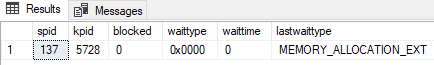 Results Messages
spid kpid blocked waittype waittime lastwaittype
1 137 5728 0 0x0000 0 MEMORY_ALLOCATION_EXT